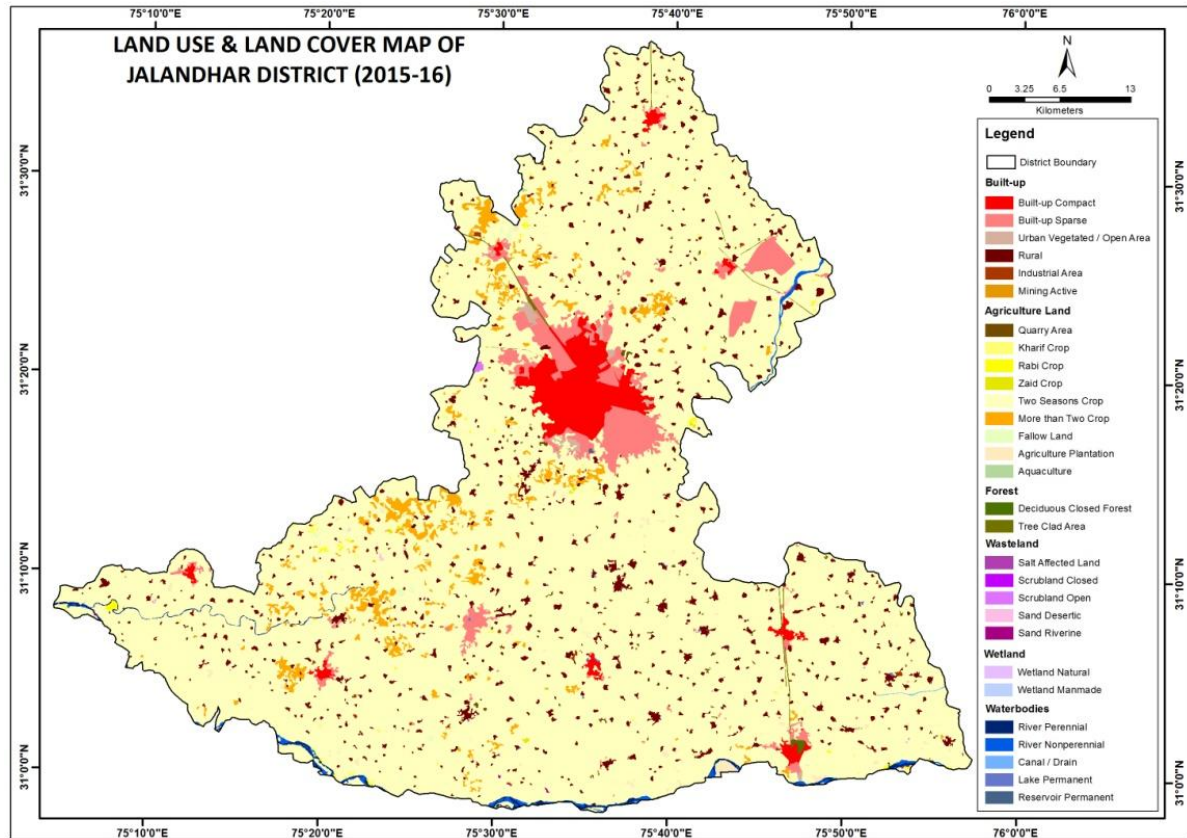 75°10'0"E 75°20'0"E 75°30'0"E 75°40'0"E 75°50'0"E 76°0'0"E
LAND USE & LAND COVER MAP OF
JALANDHAR DISTRICT (2015-16)
N
0 3.25 6.5 13
Kilometers
31°30'0"N
31°20'0"N
31°10'0"N
31°0'0"N
31°30'0"N
31°20'0"N
31°10'0"N
31°0'0"N
Legend
District Boundary
Built-up
Built-up Compact
Built-up Sparse
Urban Vegetated / Open Area
Rural
Industrial Area
Mining Active
Agriculture Land
Quarry Area
Kharif Crop
Rabi Crop
Zaid Crop
Two Seasons Crop
More than Two Crop
Fallow Land
Agriculture Plantation
Aquaculture
Forest
Deciduous Closed Forest
Tree Clad Area
Wasteland
Salt Affected Land
Scrubland Closed
Scrubland Open
Sand Desertic
Sand Riverine
Wetland
Wetland Natural
Wetland Manmade
Waterbodies
River Perennial
River Nonperennial
Canal / Drain
Lake Permanent
Reservoir Permanent
75°10'0"E 75°20'0"E 75°30'0"E 75°40'0"E 75°50'0"E 76°0'0"E